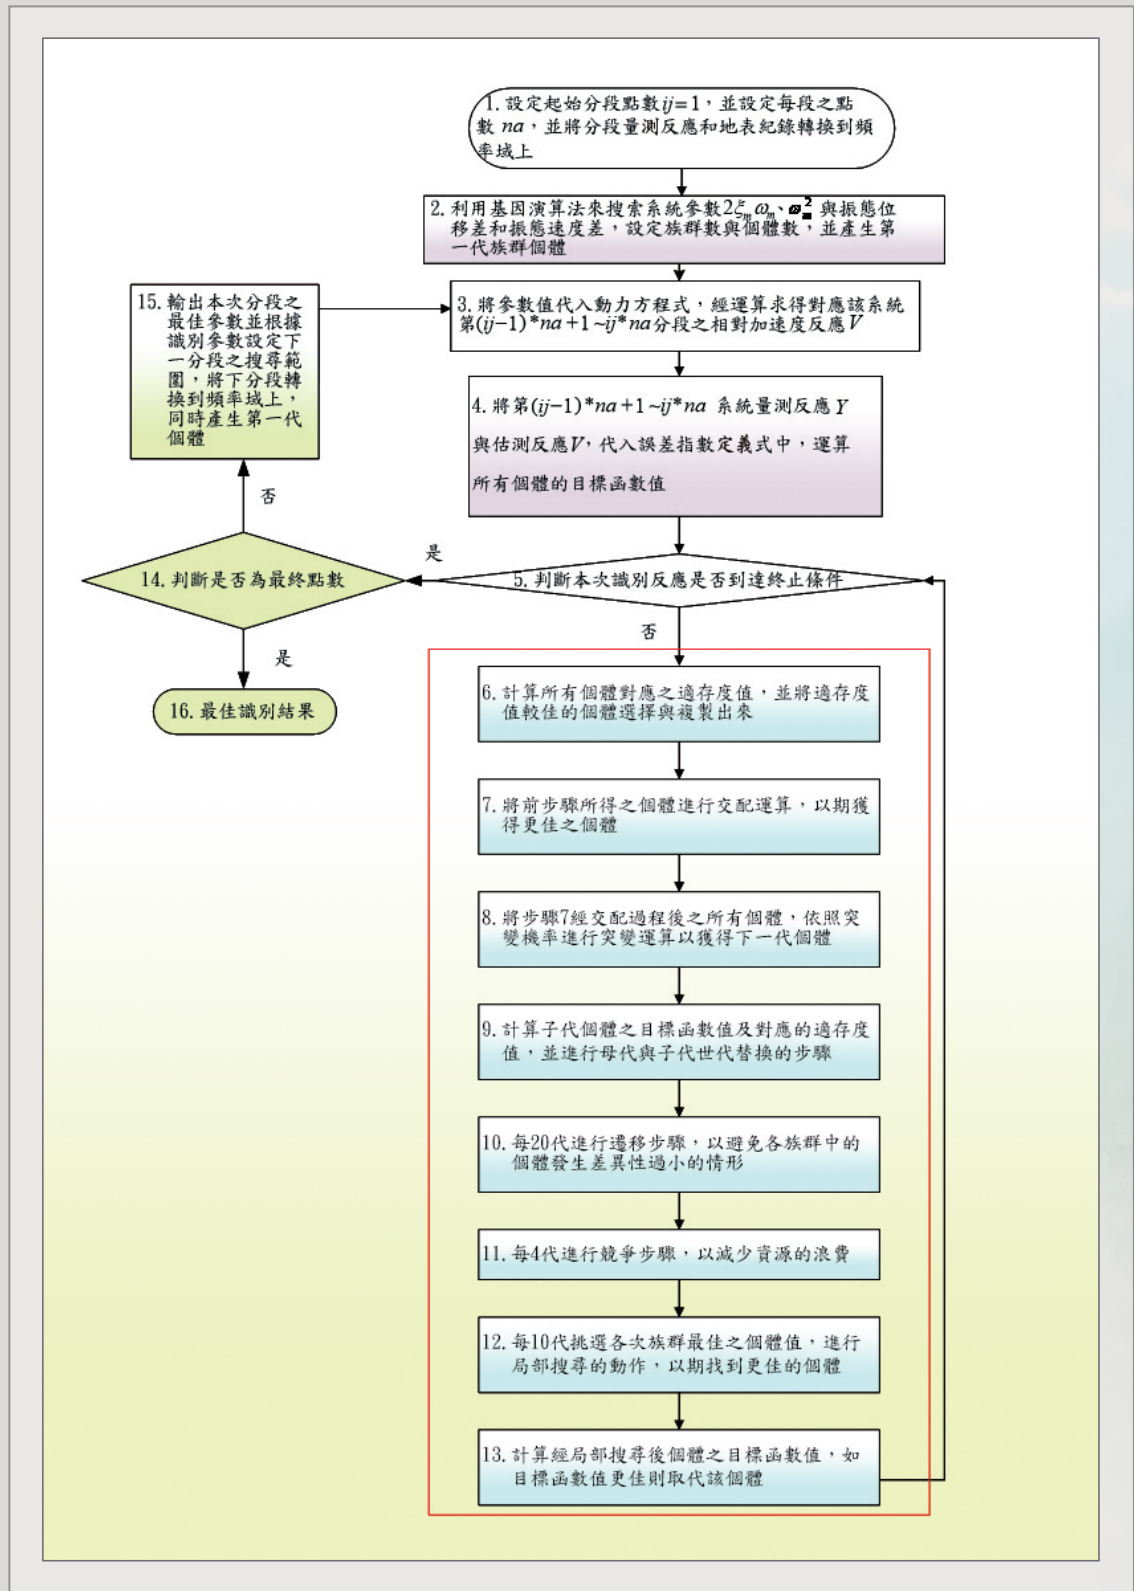 1. 設定起始分段點數ij=1，並設定每段之點
數 na，並將分段量測反應和地表紀錄轉換到頻
率域上
2. 利用基因演算法來搜索系統參數2ξₘωₘ、ωₘ² 與振態位
移差和振態速度差，設定族群數與個體數，並產生第
一代族群個體
3. 將參數值代入動力方程式，經運算求得對應該系統
第(ij−1)*na+1~ij*na分段之相對加速度反應V
4. 將第(ij−1)*na+1~ij*na 系統量測反應Y
與估測反應V，代入誤差指數定義式中，運算
所有個體的目標函數值
15. 輸出本次分段之
最佳參數並根據
識別參數設定下
一分段之搜尋範
圍，將下分段轉
換到頻率域上，
同時產生第一代
個體
否
是
14. 判斷是否為最終點數
5. 判斷本次識別反應是否到達終止條件
否
是
16. 最佳識別結果
6. 計算所有個體對應之適存度值，並將適存度
值較佳的個體選擇與複製出來
7. 將前步驟所得之個體進行交配運算，以期獲
得更佳之個體
8. 將步驟7經交配過程後之所有個體，依照突
變機率進行突變運算以獲得下一代個體
9. 計算子代個體之目標函數值及對應的適存度
值，並進行母代與子代世代替換的步驟
10. 每20代進行遷移步驟，以避免各族群中的
個體發生差異性過小的情形
11. 每4代進行競爭步驟，以減少資源的浪費
12. 每10代挑選各次族群最佳之個體值，進行
局部搜尋的動作，以期找到更佳的個體
13. 計算經局部搜尋後個體之目標函數值，如
目標函數值更佳則取代該個體